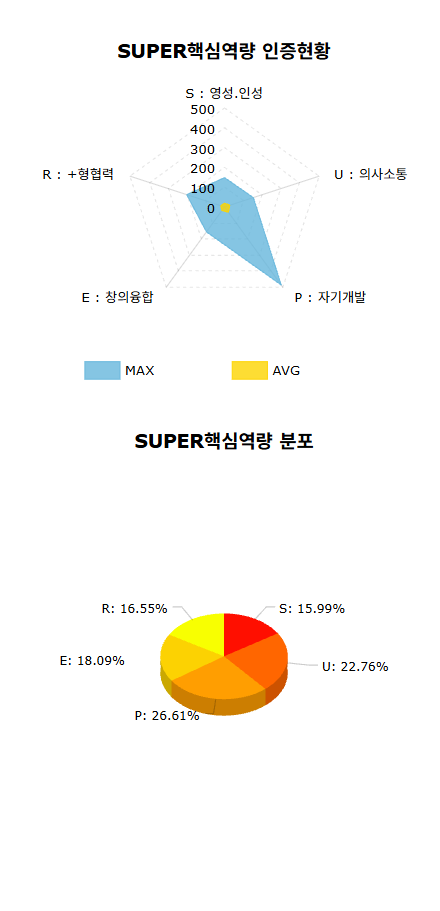 SUPER핵심역량 인증현황
S : 영성.인성
500
400
300
200
100
0
R : +형협력
U : 의사소통
E : 창의융합
P : 자기개발
MAX
AVG
SUPER핵심역량 분포
R: 16.55%
S: 15.99%
E: 18.09%
U: 22.76%
P: 26.61%